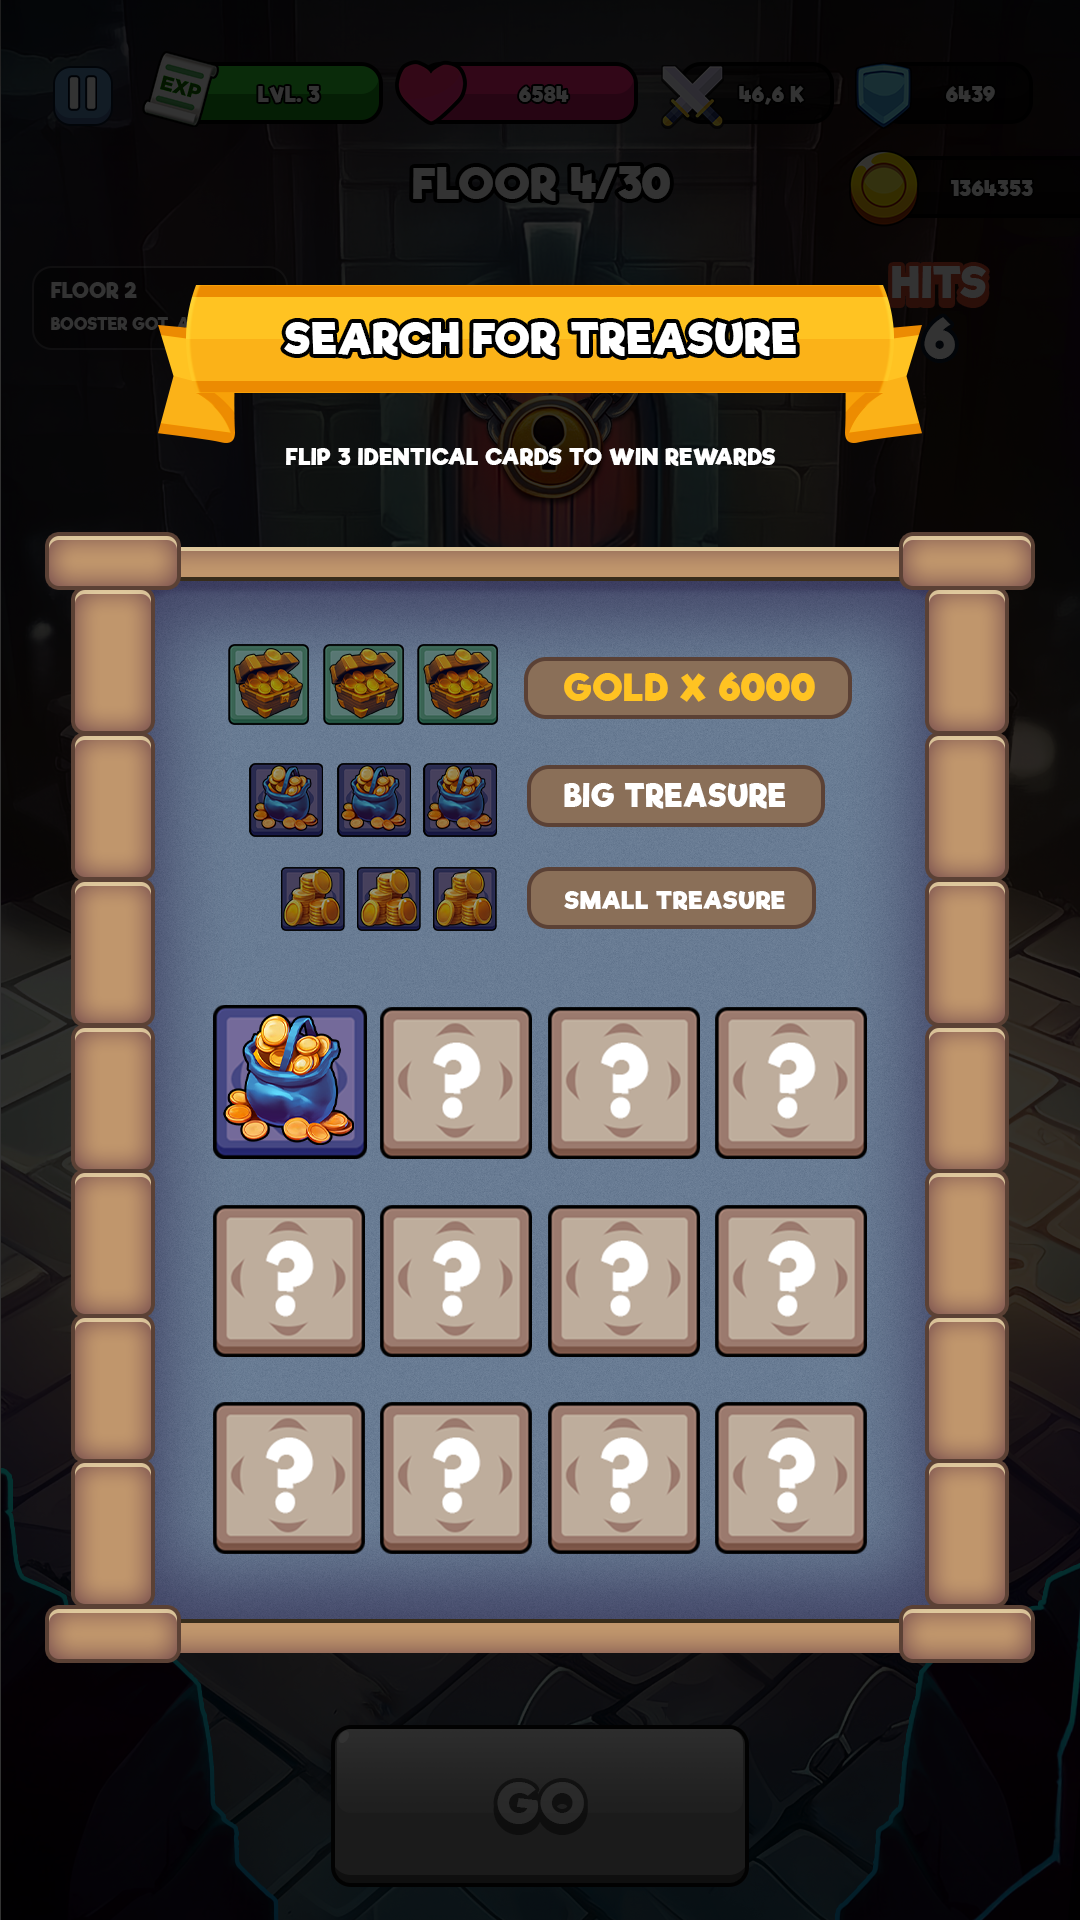 EXP
LVL. 3
6584
46,6 K
6439
FLOOR 4/30
1364353
FLOOR 2
BOOSTER GOT
HITS
6
SEARCH FOR TREASURE
FLIP 3 IDENTICAL CARDS TO WIN REWARDS
GOLD X 6000
BIG TREASURE
SMALL TREASURE
? ? ?
? ? ? ?
? ? ? ?
GO